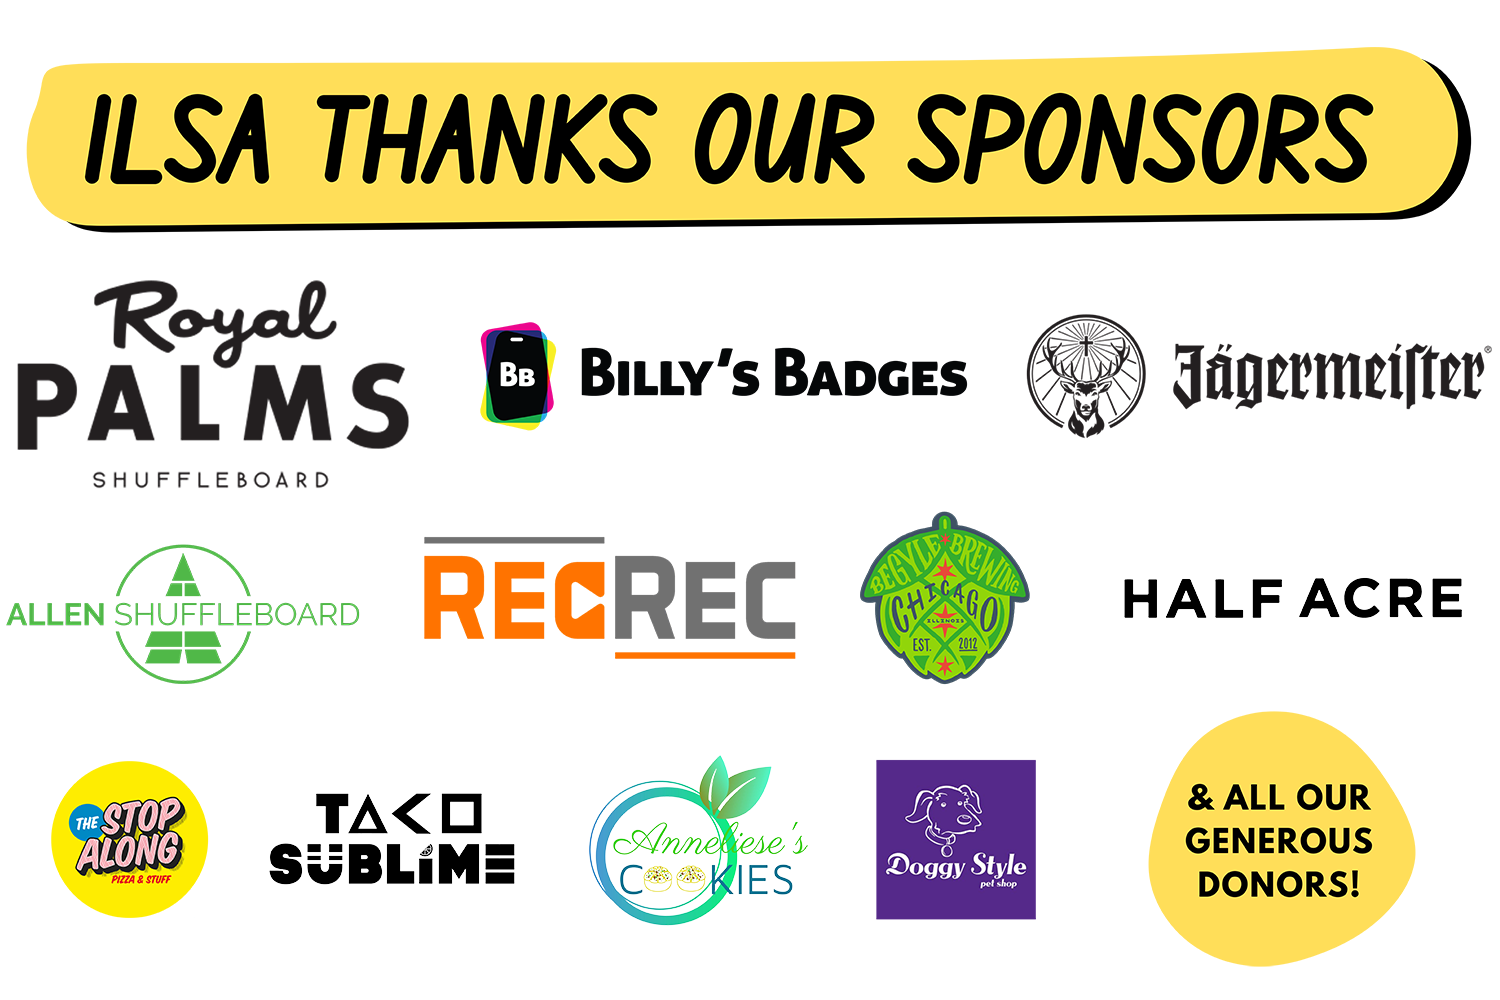 ILSA THANKS OUR SPONSORS
Royal
PALMS
SHUFFLEBOARD
BB
BILLY'S BADGES
Jägermeiſter®
ALLEN SHUFFLEBOARD
RECREC
BEGYLE BREWING
CHICAGO
ILLINOIS
EST. 2012
HALF ACRE
THE STOP
ALONG
PIZZA & STUFF
TACO
SUBLIME
Anneliese's
COOKIES
Doggy Style
pet shop
& ALL OUR
GENEROUS
DONORS!